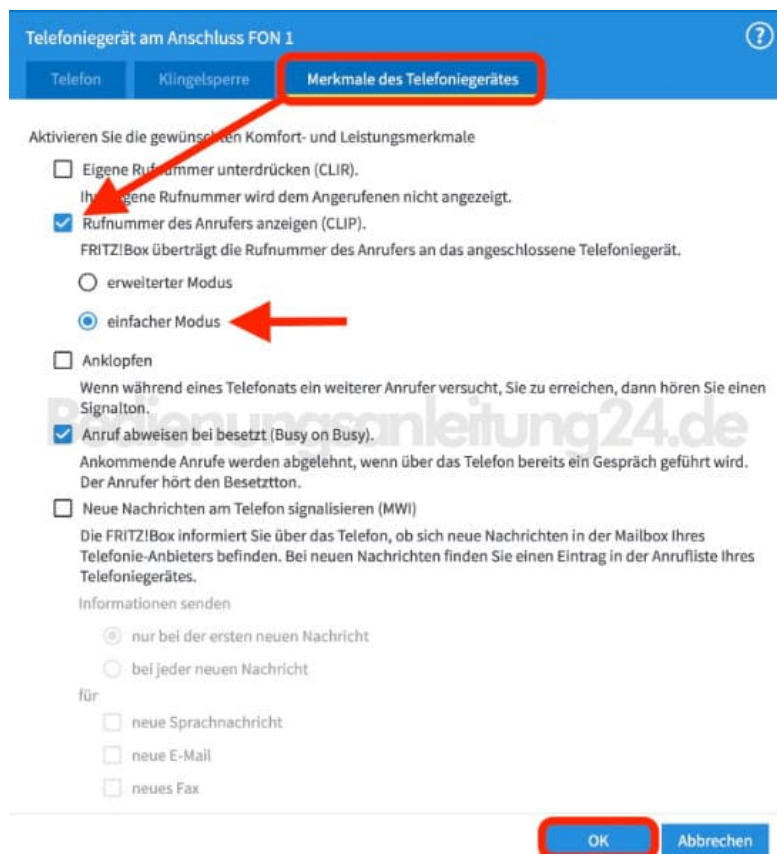 Telefoniegerät am Anschluss FON 1
?
Telefon
Klingelsperre
Merkmale des Telefoniegerätes
Aktivieren Sie die gewünschten Komfort- und Leistungsmerkmale
Eigene Rufnummer unterdrücken (CLIR).
Ihre eigene Rufnummer wird dem Angerufenen nicht angezeigt.
Rufnummer des Anrufers anzeigen (CLIP).
FRITZ!Box überträgt die Rufnummer des Anrufers an das angeschlossene Telefoniegerät.
erweiterter Modus
einfacher Modus
Anklopfen
Wenn während eines Telefonats ein weiterer Anrufer versucht, Sie zu erreichen, dann hören Sie einen
Signalton.
Bedienungsanleitung24.de
Anruf abweisen bei besetzt (Busy on Busy).
Ankommende Anrufe werden abgelehnt, wenn über das Telefon bereits ein Gespräch geführt wird.
Der Anrufer hört den Besetztton.
Neue Nachrichten am Telefon signalisieren (MWI)
Die FRITZ!Box informiert Sie über das Telefon, ob sich neue Nachrichten in der Mailbox Ihres
Telefonie-Anbieters befinden. Bei neuen Nachrichten finden Sie einen Eintrag in der Anrufliste Ihres
Telefoniegerätes.
Informationen senden
nur bei der ersten neuen Nachricht
bei jeder neuen Nachricht
für
neue Sprachnachricht
neue E-Mail
neues Fax
OK
Abbrechen